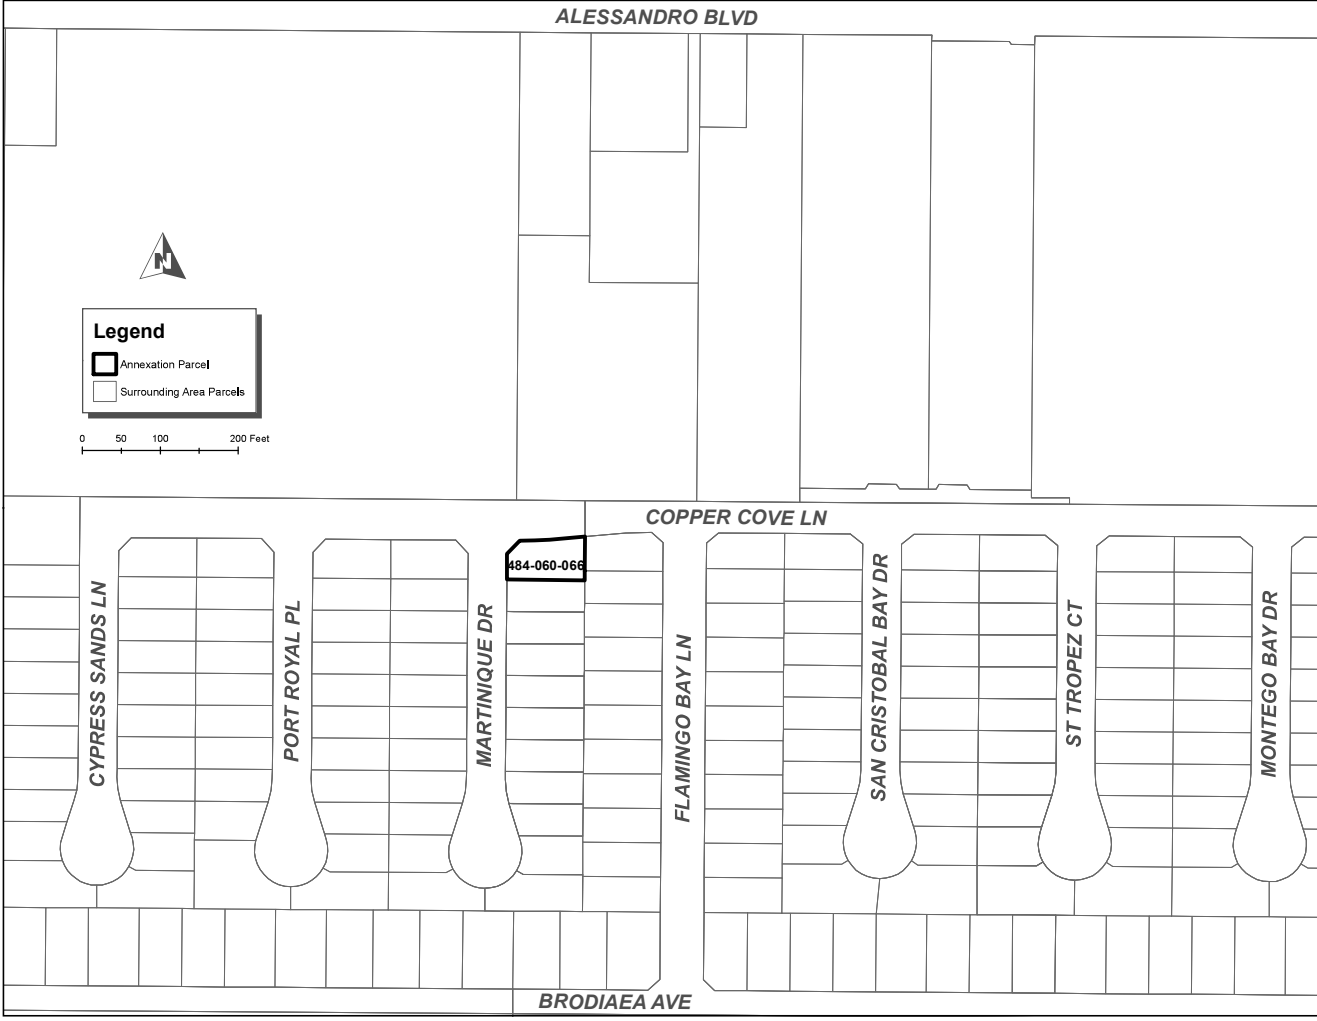 ALESSANDRO BLVD
N
Legend
Annexation Parcel
Surrounding Area Parcels
0 50 100 200 Feet
COPPER COVE LN
484-060-066
CYPRESS SANDS LN
PORT ROYAL PL
MARTINIQUE DR
FLAMINGO BAY LN
SAN CRISTOBAL BAY DR
ST TROPEZ CT
MONTEGO BAY DR
BRODIAEA AVE